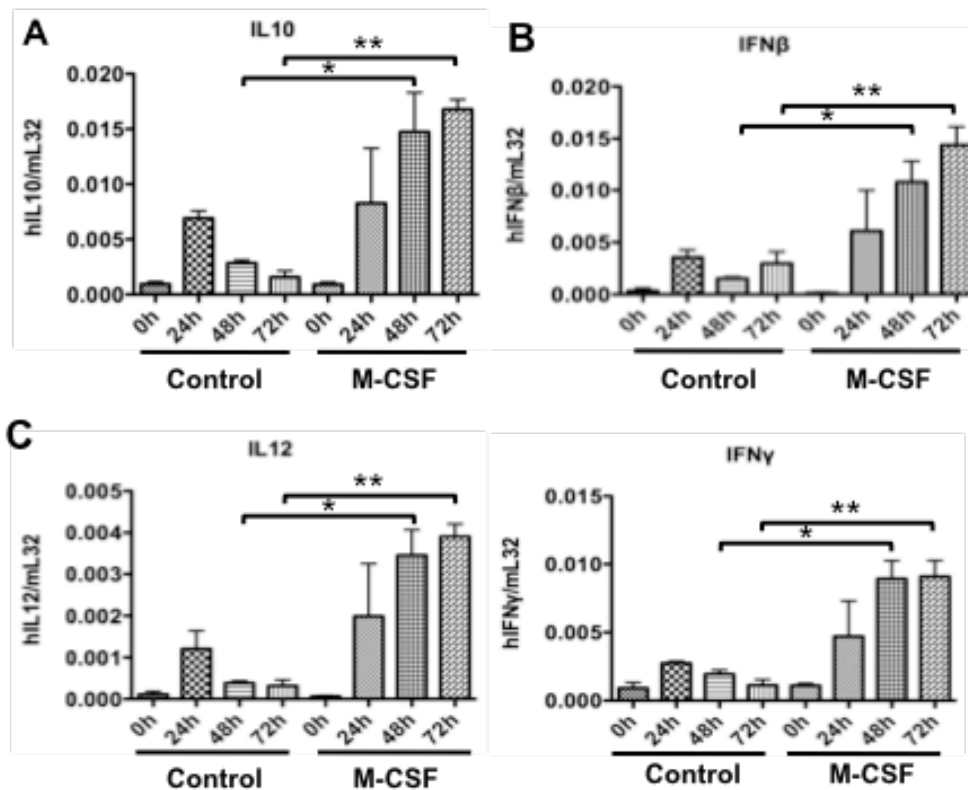 A
IL10
hIL10/mL32
0.020
0.015
0.010
0.005
0.000
** 
*
0h 24h 48h 72h 0h 24h 48h 72h
Control M-CSF
B
IFNβ
hIFNβ/mL32
0.020
0.015
0.010
0.005
0.000
**
*
0h 24h 48h 72h 0h 24h 48h 72h
Control M-CSF
C
IL12
hIL12/mL32
0.005
0.004
0.003
0.002
0.001
0.000
**
*
0h 24h 48h 72h 0h 24h 48h 72h
Control M-CSF
IFNγ
hIFNγ/mL32
0.015
0.010
0.005
0.000
**
*
0h 24h 48h 72h 0h 24h 48h 72h
Control M-CSF